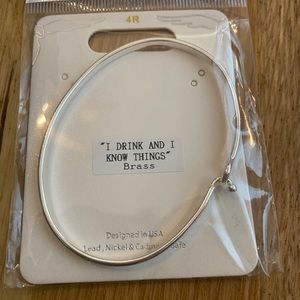 4R
"I DRINK AND I
KNOW THINGS"
Brass
Designed in USA
Lead, Nickel & Cadmium Safe